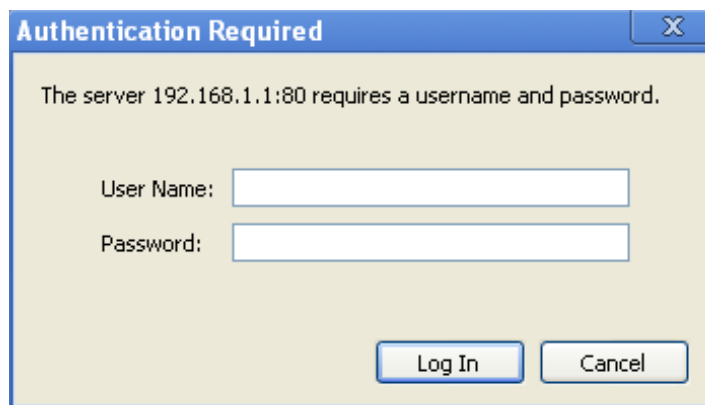 Authentication Required
X
The server 192.168.1.1:80 requires a username and password.
User Name:
Password:
Log In Cancel